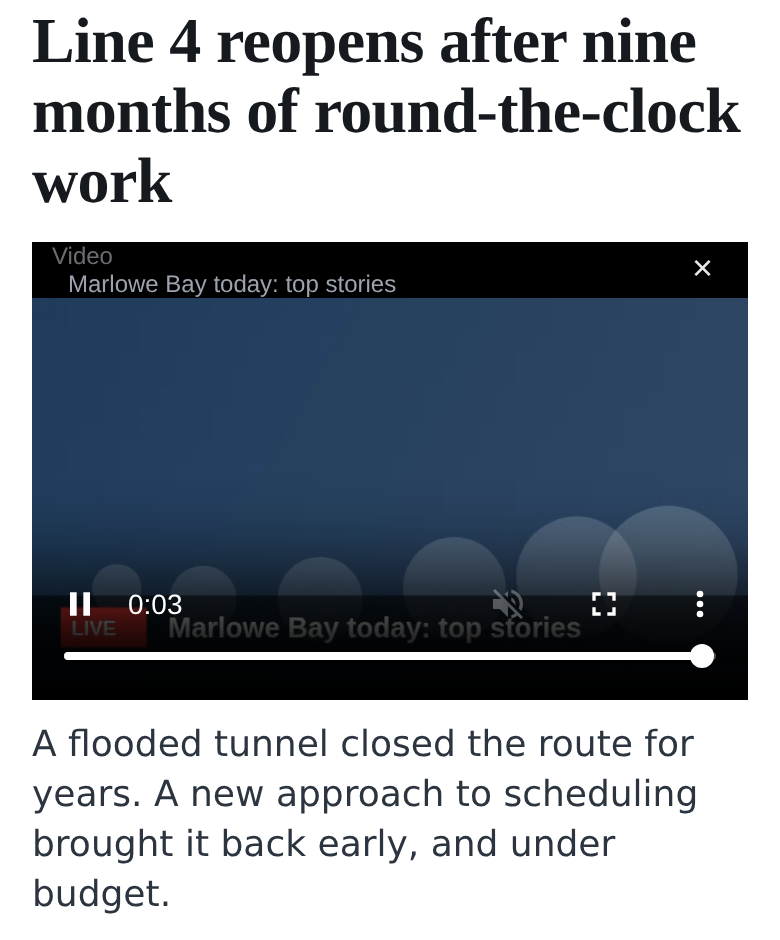 Line 4 reopens after nine
months of round-the-clock
work
Video
Marlowe Bay today: top stories
×
0:03
LIVE Marlowe Bay today: top stories
A flooded tunnel closed the route for
years. A new approach to scheduling
brought it back early, and under
budget.